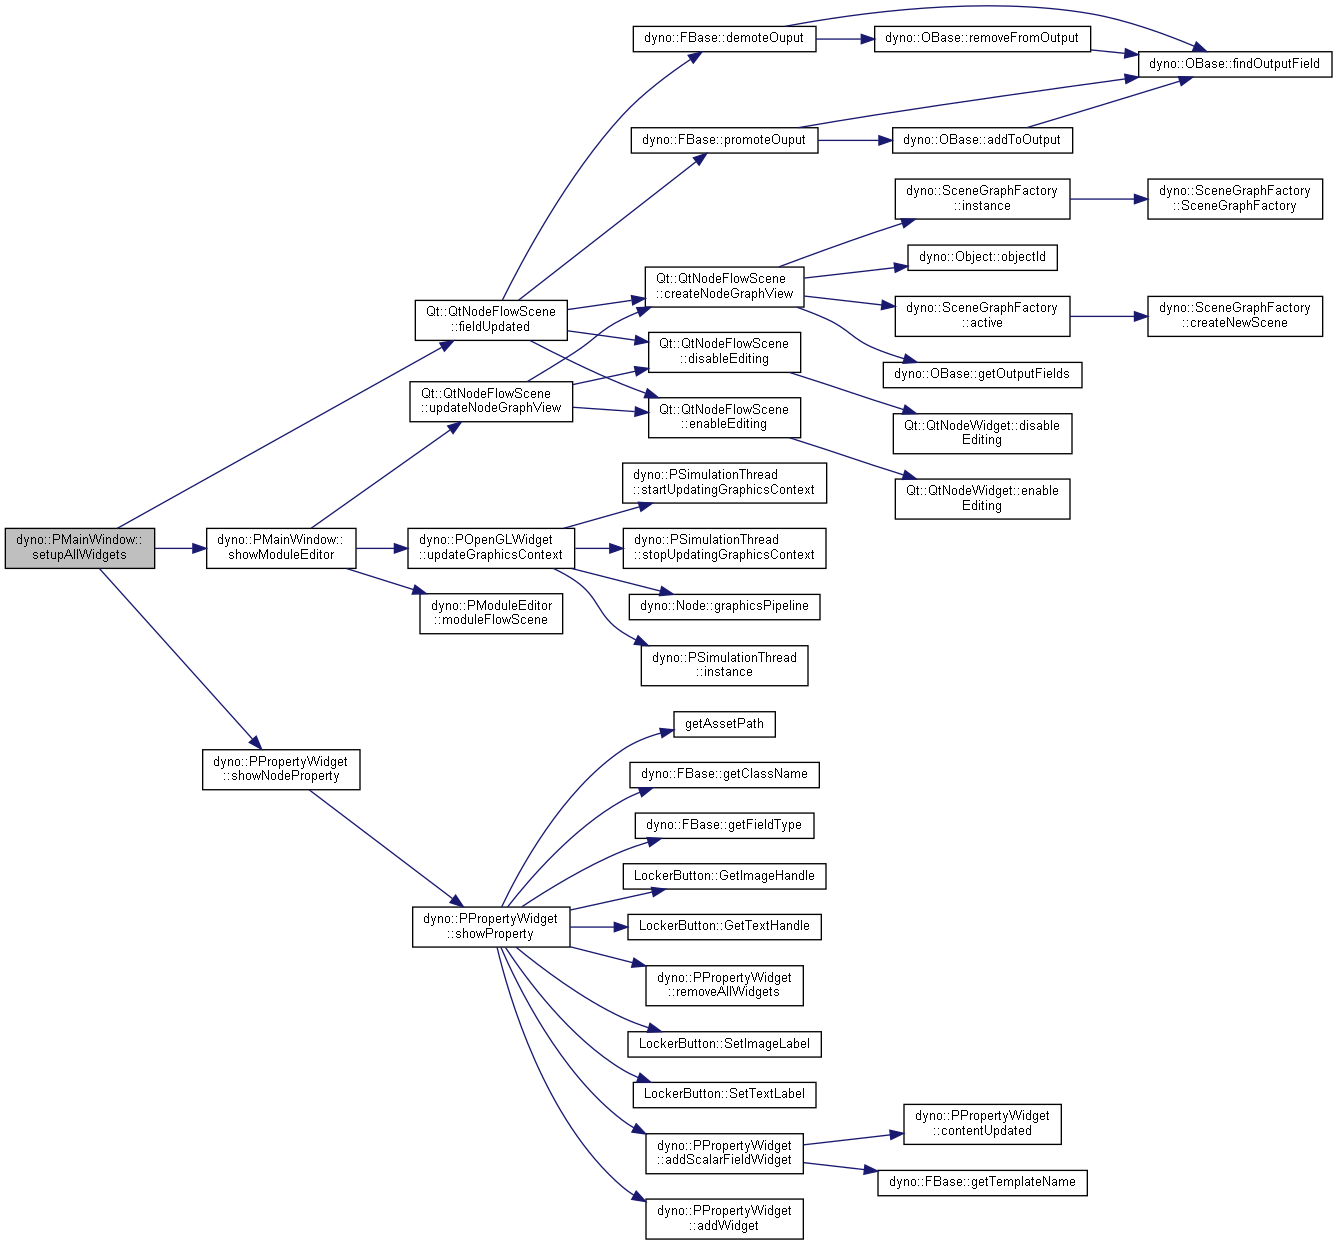 dyno::FBase::demoteOuput
dyno::OBase::removeFromOutput
dyno::OBase::findOutputField
dyno::FBase::promoteOuput
dyno::OBase::addToOutput
dyno::SceneGraphFactory
::instance
dyno::SceneGraphFactory
::SceneGraphFactory
dyno::Object::objectId
Qt::QtNodeFlowScene
::createNodeGraphView
dyno::SceneGraphFactory
::active
dyno::SceneGraphFactory
::createNewScene
Qt::QtNodeFlowScene
::fieldUpdated
Qt::QtNodeFlowScene
::disableEditing
dyno::OBase::getOutputFields
Qt::QtNodeFlowScene
::updateNodeGraphView
Qt::QtNodeFlowScene
::enableEditing
Qt::QtNodeWidget::disable
Editing
Qt::QtNodeWidget::enable
Editing
dyno::PSimulationThread
::startUpdatingGraphicsContext
dyno::PMainWindow::
setupAllWidgets
dyno::PMainWindow::
showModuleEditor
dyno::POpenGLWidget
::updateGraphicsContext
dyno::PSimulationThread
::stopUpdatingGraphicsContext
dyno::PModuleEditor
::moduleFlowScene
dyno::Node::graphicsPipeline
dyno::PSimulationThread
::instance
getAssetPath
dyno::PPropertyWidget
::showNodeProperty
dyno::FBase::getClassName
dyno::FBase::getFieldType
LockerButton::GetImageHandle
dyno::PPropertyWidget
::showProperty
LockerButton::GetTextHandle
dyno::PPropertyWidget
::removeAllWidgets
LockerButton::SetImageLabel
LockerButton::SetTextLabel
dyno::PPropertyWidget
::addScalarFieldWidget
dyno::PPropertyWidget
::contentUpdated
dyno::FBase::getTemplateName
dyno::PPropertyWidget
::addWidget